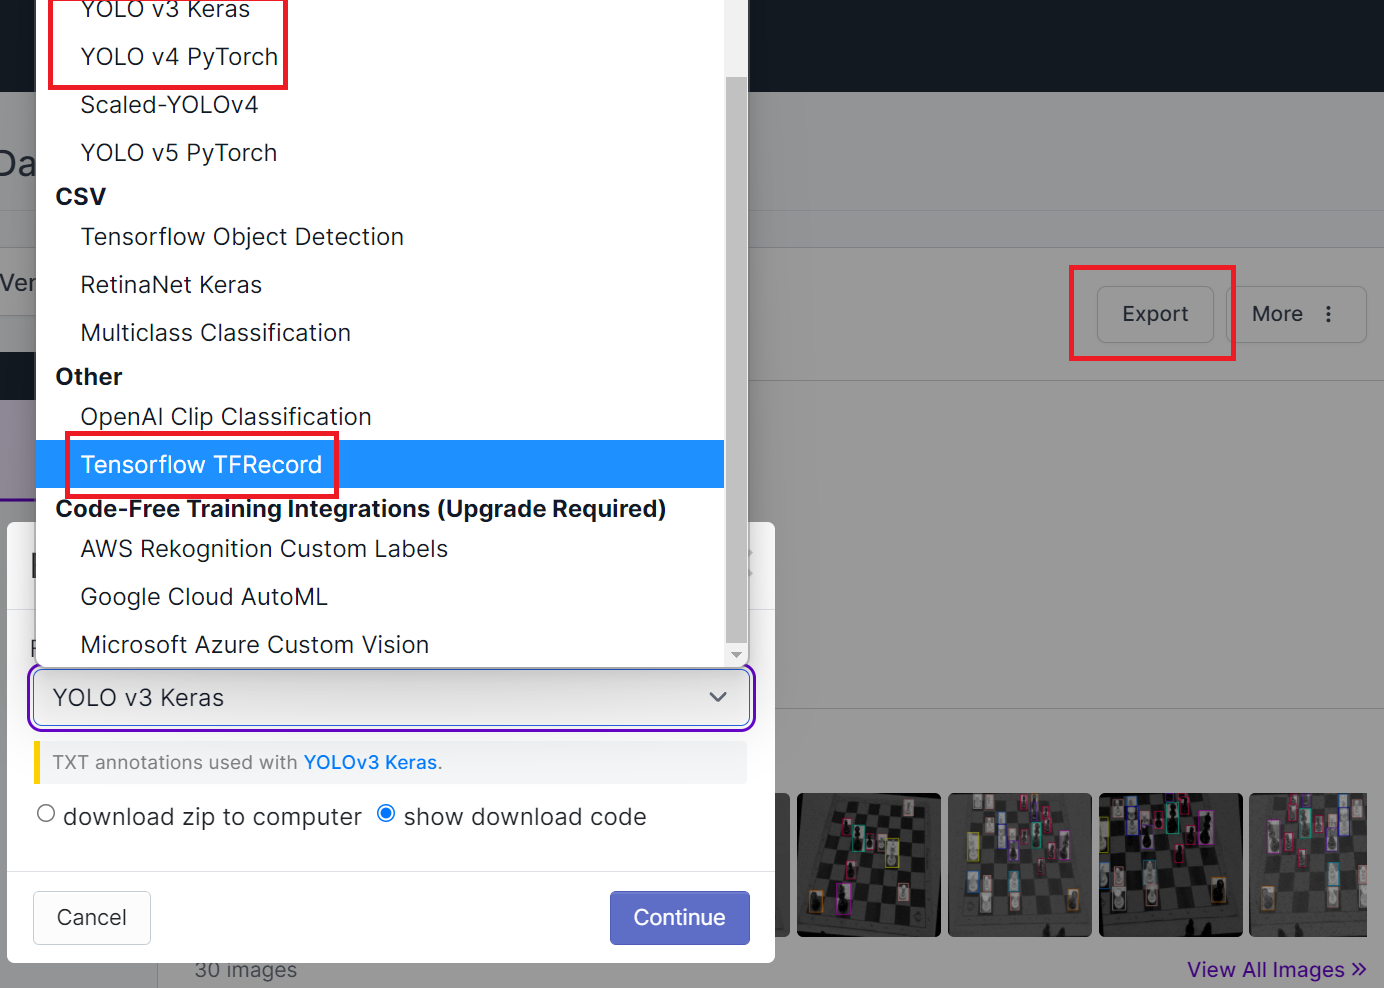 YOLO v3 Keras
YOLO v4 PyTorch
Scaled-YOLOv4
YOLO v5 PyTorch
CSV
Tensorflow Object Detection
RetinaNet Keras
Multiclass Classification
Other
OpenAI Clip Classification
Tensorflow TFRecord
Code-Free Training Integrations (Upgrade Required)
AWS Rekognition Custom Labels
Google Cloud AutoML
Microsoft Azure Custom Vision
YOLO v3 Keras
TXT annotations used with YOLOv3 Keras.
download zip to computer
show download code
Cancel
Continue
Da
Ver
Export
More
30 images
View All Images »